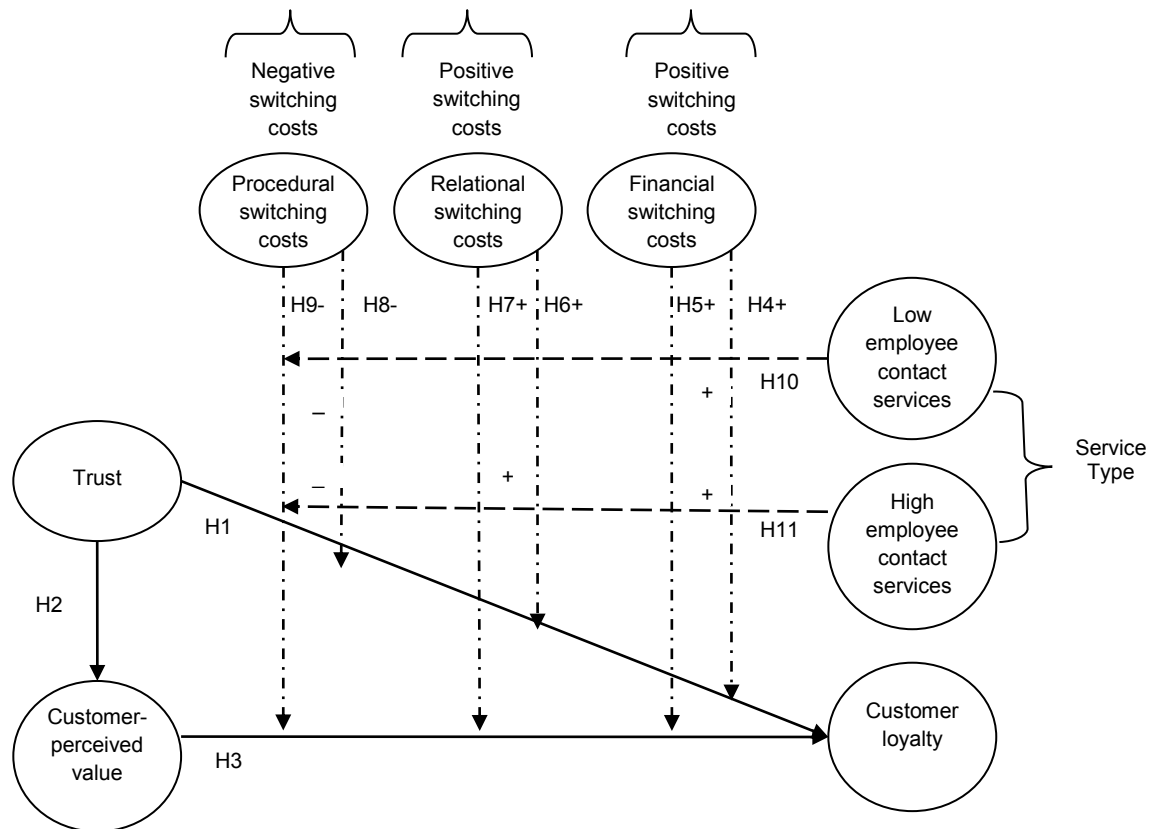 Negative
switching
costs
Positive
switching
costs
Positive
switching
costs
Procedural
switching
costs
Relational
switching
costs
Financial
switching
costs
H9-
H8-
H7+
H6+
H5+
H4+
Low
employee
contact
services
H10
+
–
Service
Type
Trust
–
+
+
H1
H11
High
employee
contact
services
H2
Customer-
perceived
value
H3
Customer
loyalty